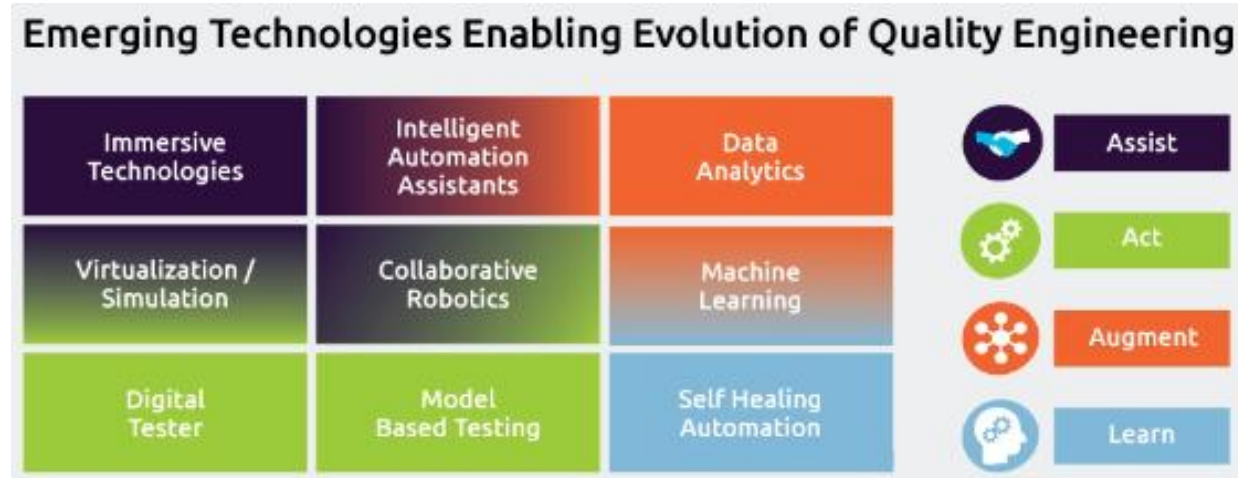 Emerging Technologies Enabling Evolution of Quality Engineering
Immersive
Technologies
Intelligent
Automation
Assistants
Data
Analytics
Virtualization /
Simulation
Collaborative
Robotics
Machine
Learning
Digital
Tester
Model
Based Testing
Self Healing
Automation
Assist
Act
Augment
Learn